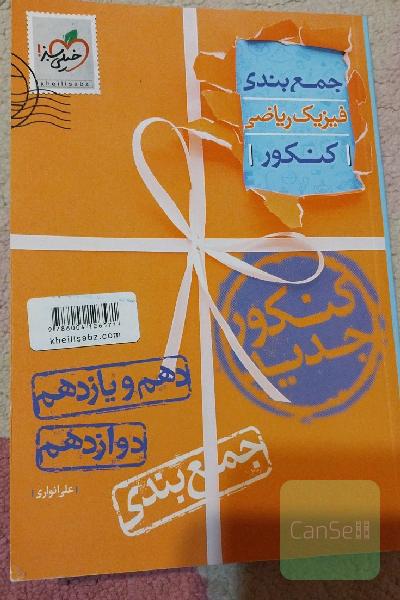 خیلی سبز!
kheilisabz
جمع بندی
فیزیک ریاضی
کنکور
کنکور
جدید
kheilisabz.com
دهم و یازدهم
دوازدهم
جمع بندی
علی انواری
CanSell